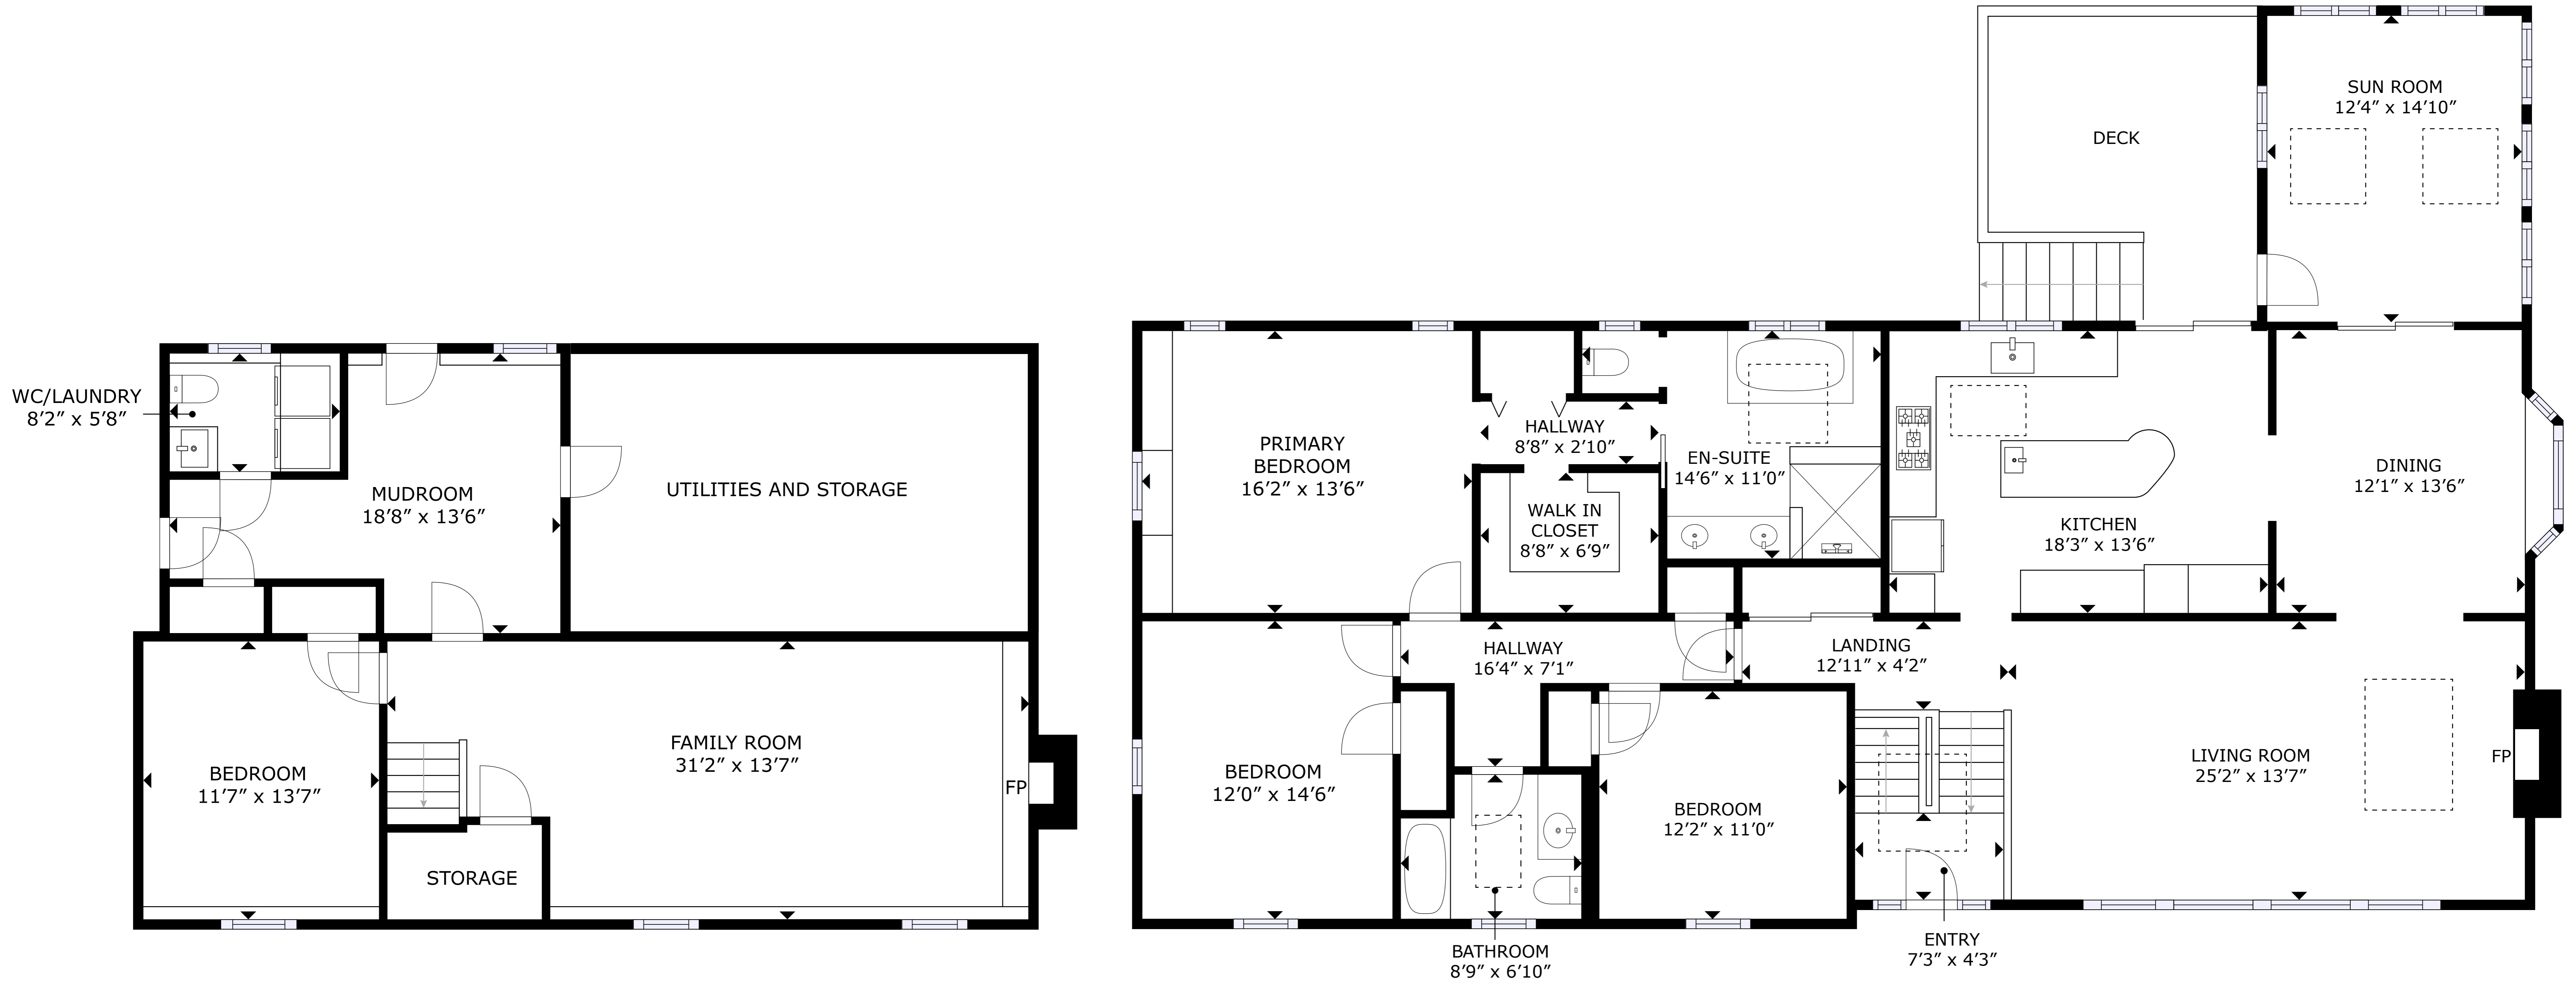 WC/LAUNDRY
8’2” x 5’8”
MUDROOM
18’8” x 13’6”
UTILITIES AND STORAGE
BEDROOM
11’7” x 13’7”
FAMILY ROOM
31’2” x 13’7”
FP
STORAGE
DECK
SUN ROOM
12’4” x 14’10”
PRIMARY
BEDROOM
16’2” x 13’6”
HALLWAY
8’8” x 2’10”
WALK IN
CLOSET
8’8” x 6’9”
EN-SUITE
14’6” x 11’0”
KITCHEN
18’3” x 13’6”
DINING
12’1” x 13’6”
HALLWAY
16’4” x 7’1”
LANDING
12’11” x 4’2”
BEDROOM
12’0” x 14’6”
BEDROOM
12’2” x 11’0”
LIVING ROOM
25’2” x 13’7”
FP
BATHROOM
8’9” x 6’10”
ENTRY
7’3” x 4’3”